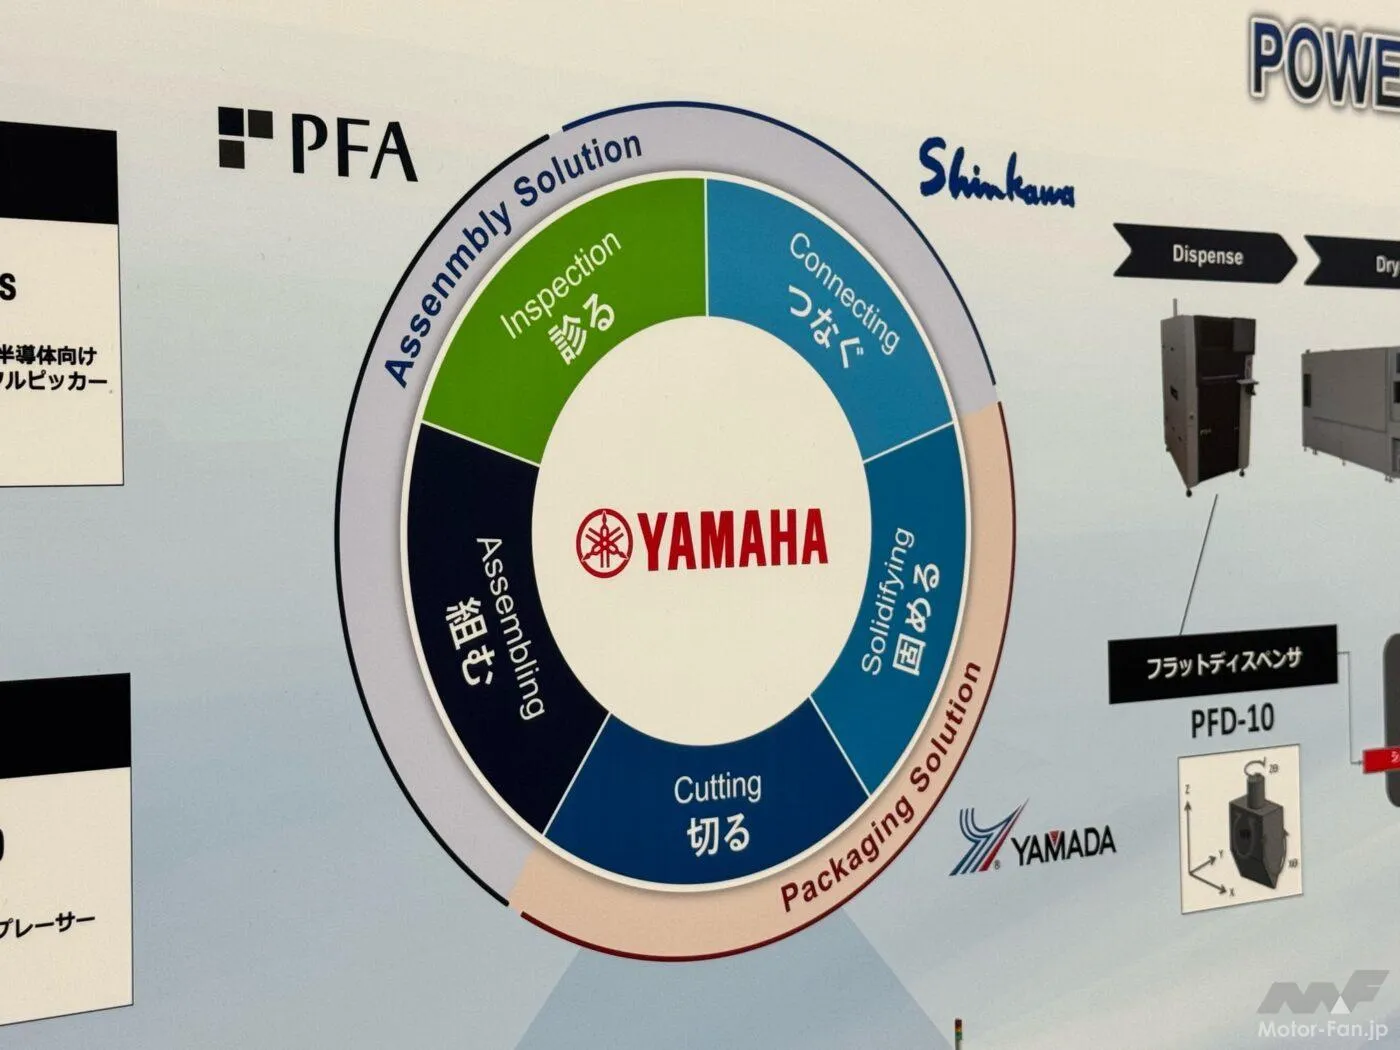 POWE
PFA
Shinkawa
Assenmbly Solution
Inspection
診る
Connecting
つなぐ
Dispense
Dry
s
半導体向け
ルピッカー
YAMAHA
Assembling
組む
Solidifying
固める
Cutting
切る
Packaging Solution
フラットディスペンサ
PFD-10
Z
Zθ
Y
X
Xθ
YAMADA
®
プレーサー
MF
Motor-Fan.jp